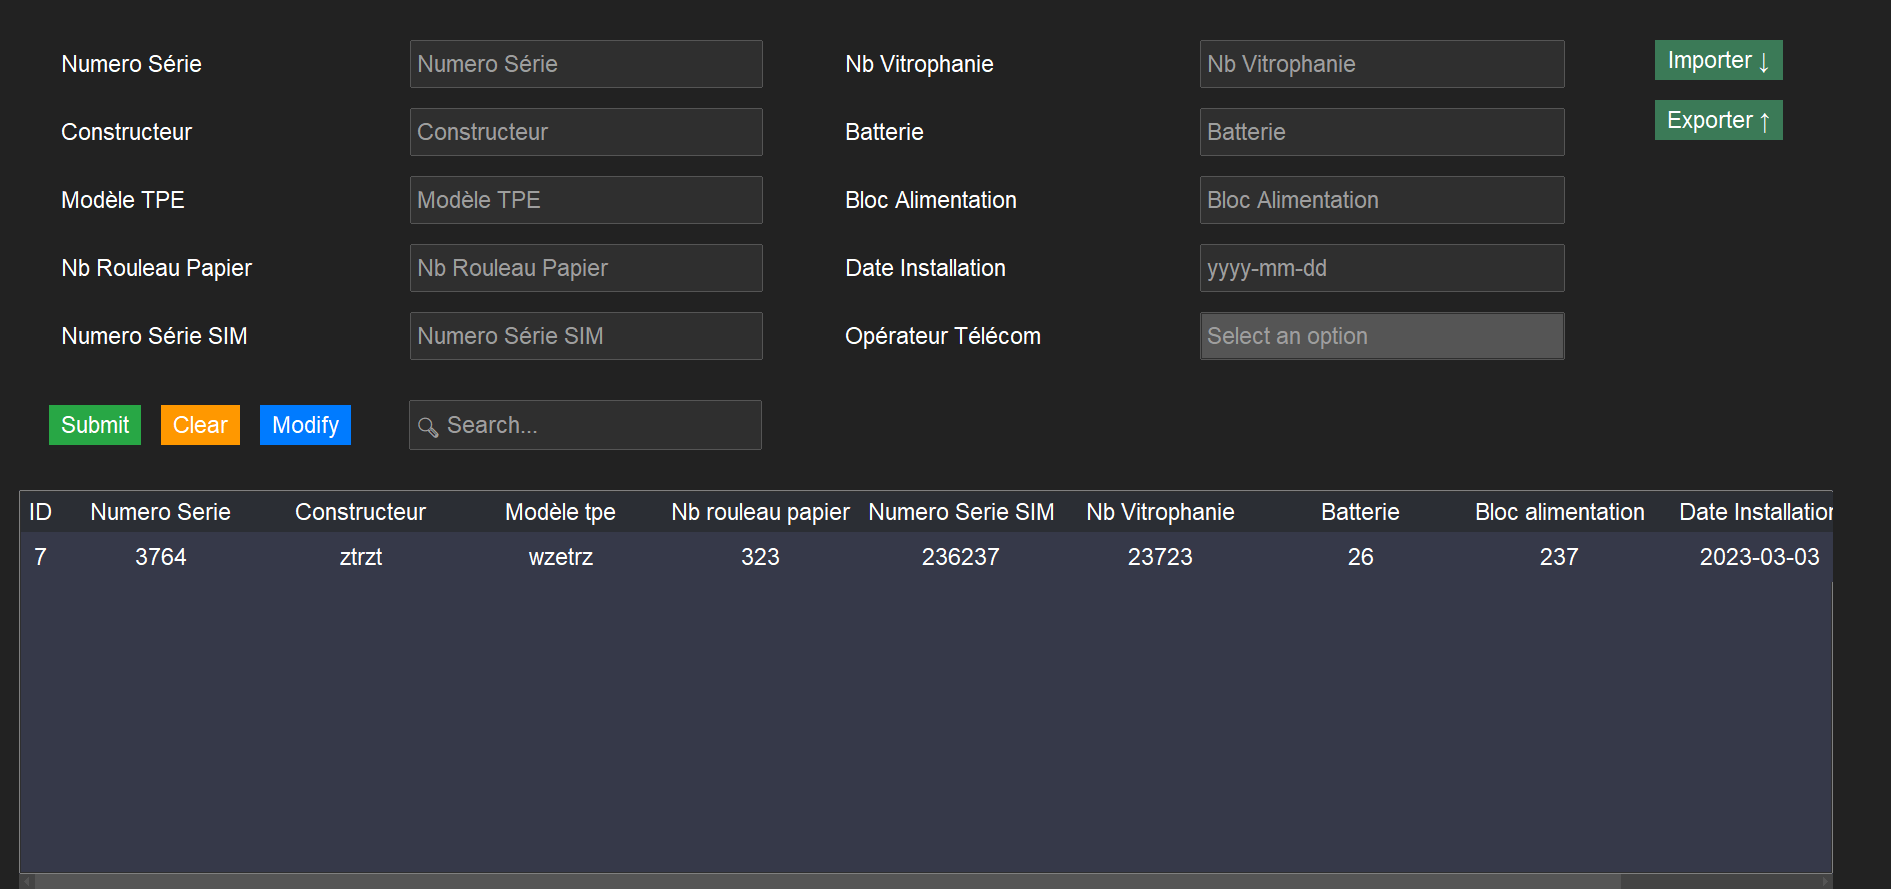 Numero Série Numero Série Nb Vitrophanie Nb Vitrophanie Importer ↓
Constructeur Constructeur Batterie Batterie Exporter ↑
Modèle TPE Modèle TPE Bloc Alimentation Bloc Alimentation
Nb Rouleau Papier Nb Rouleau Papier Date Installation yyyy-mm-dd
Numero Série SIM Numero Série SIM Opérateur Télécom Select an option
Submit Clear Modify Search...
ID Numero Serie Constructeur Modèle tpe Nb rouleau papier Numero Serie SIM Nb Vitrophanie Batterie Bloc alimentation Date Installation
7 3764 ztrzt wzetrz 323 236237 23723 26 237 2023-03-03